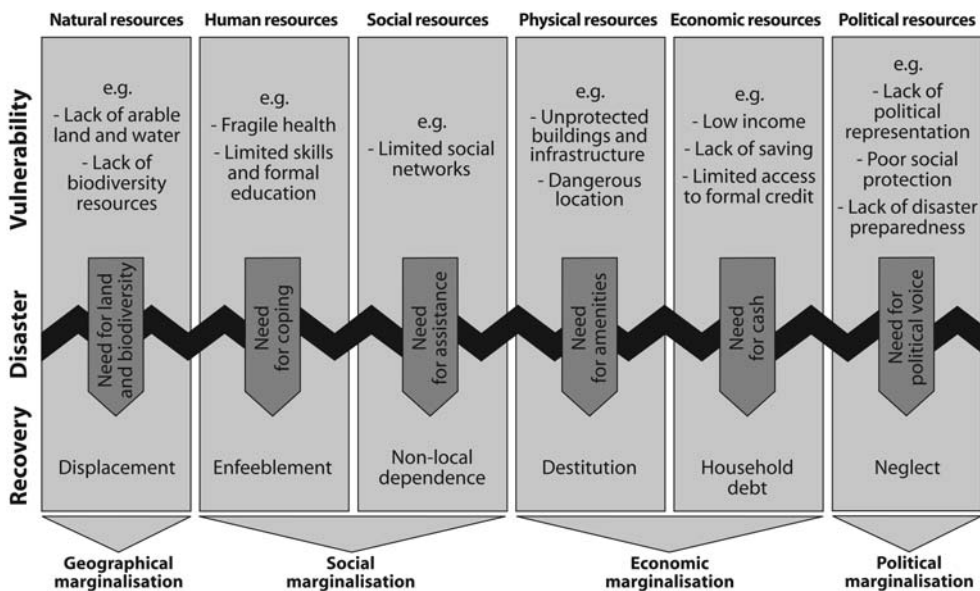 Natural resources
Human resources
Social resources
Physical resources
Economic resources
Political resources
Vulnerability
e.g.
- Lack of arable
land and water
- Lack of
biodiversity
resources
e.g.
- Fragile health
- Limited skills
and formal
education
e.g.
- Limited social
networks
e.g.
- Unprotected
buildings and
infrastructure
- Dangerous
location
e.g.
- Low income
- Lack of saving
- Limited access
to formal credit
e.g.
- Lack of
political
representation
- Poor social
protection
- Lack of disaster
preparedness
Disaster
Need for land
and biodiversity
Need
for coping
Need
for assistance
Need
for amenities
Need
for cash
Need for
political voice
Recovery
Displacement
Enfeeblement
Non-local
dependence
Destitution
Household
debt
Neglect
Geographical
marginalisation
Social
marginalisation
Economic
marginalisation
Political
marginalisation